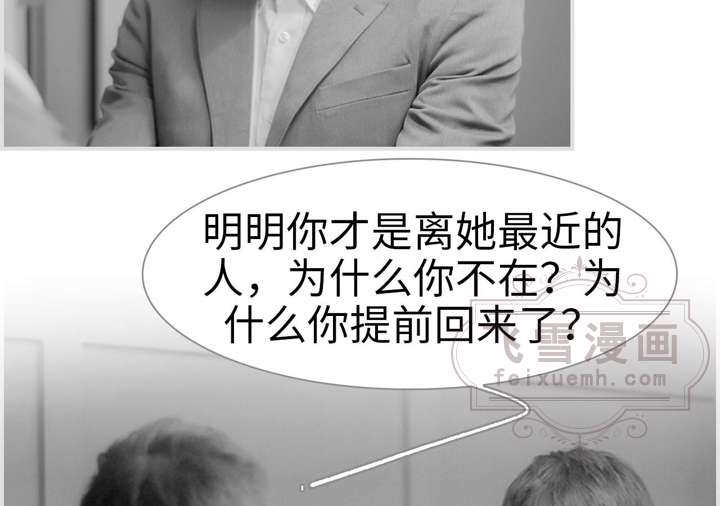 明明你才是离她最近的
人，为什么你不在？为
什么你提前回来了？
飞雪漫画
feixuemh.com